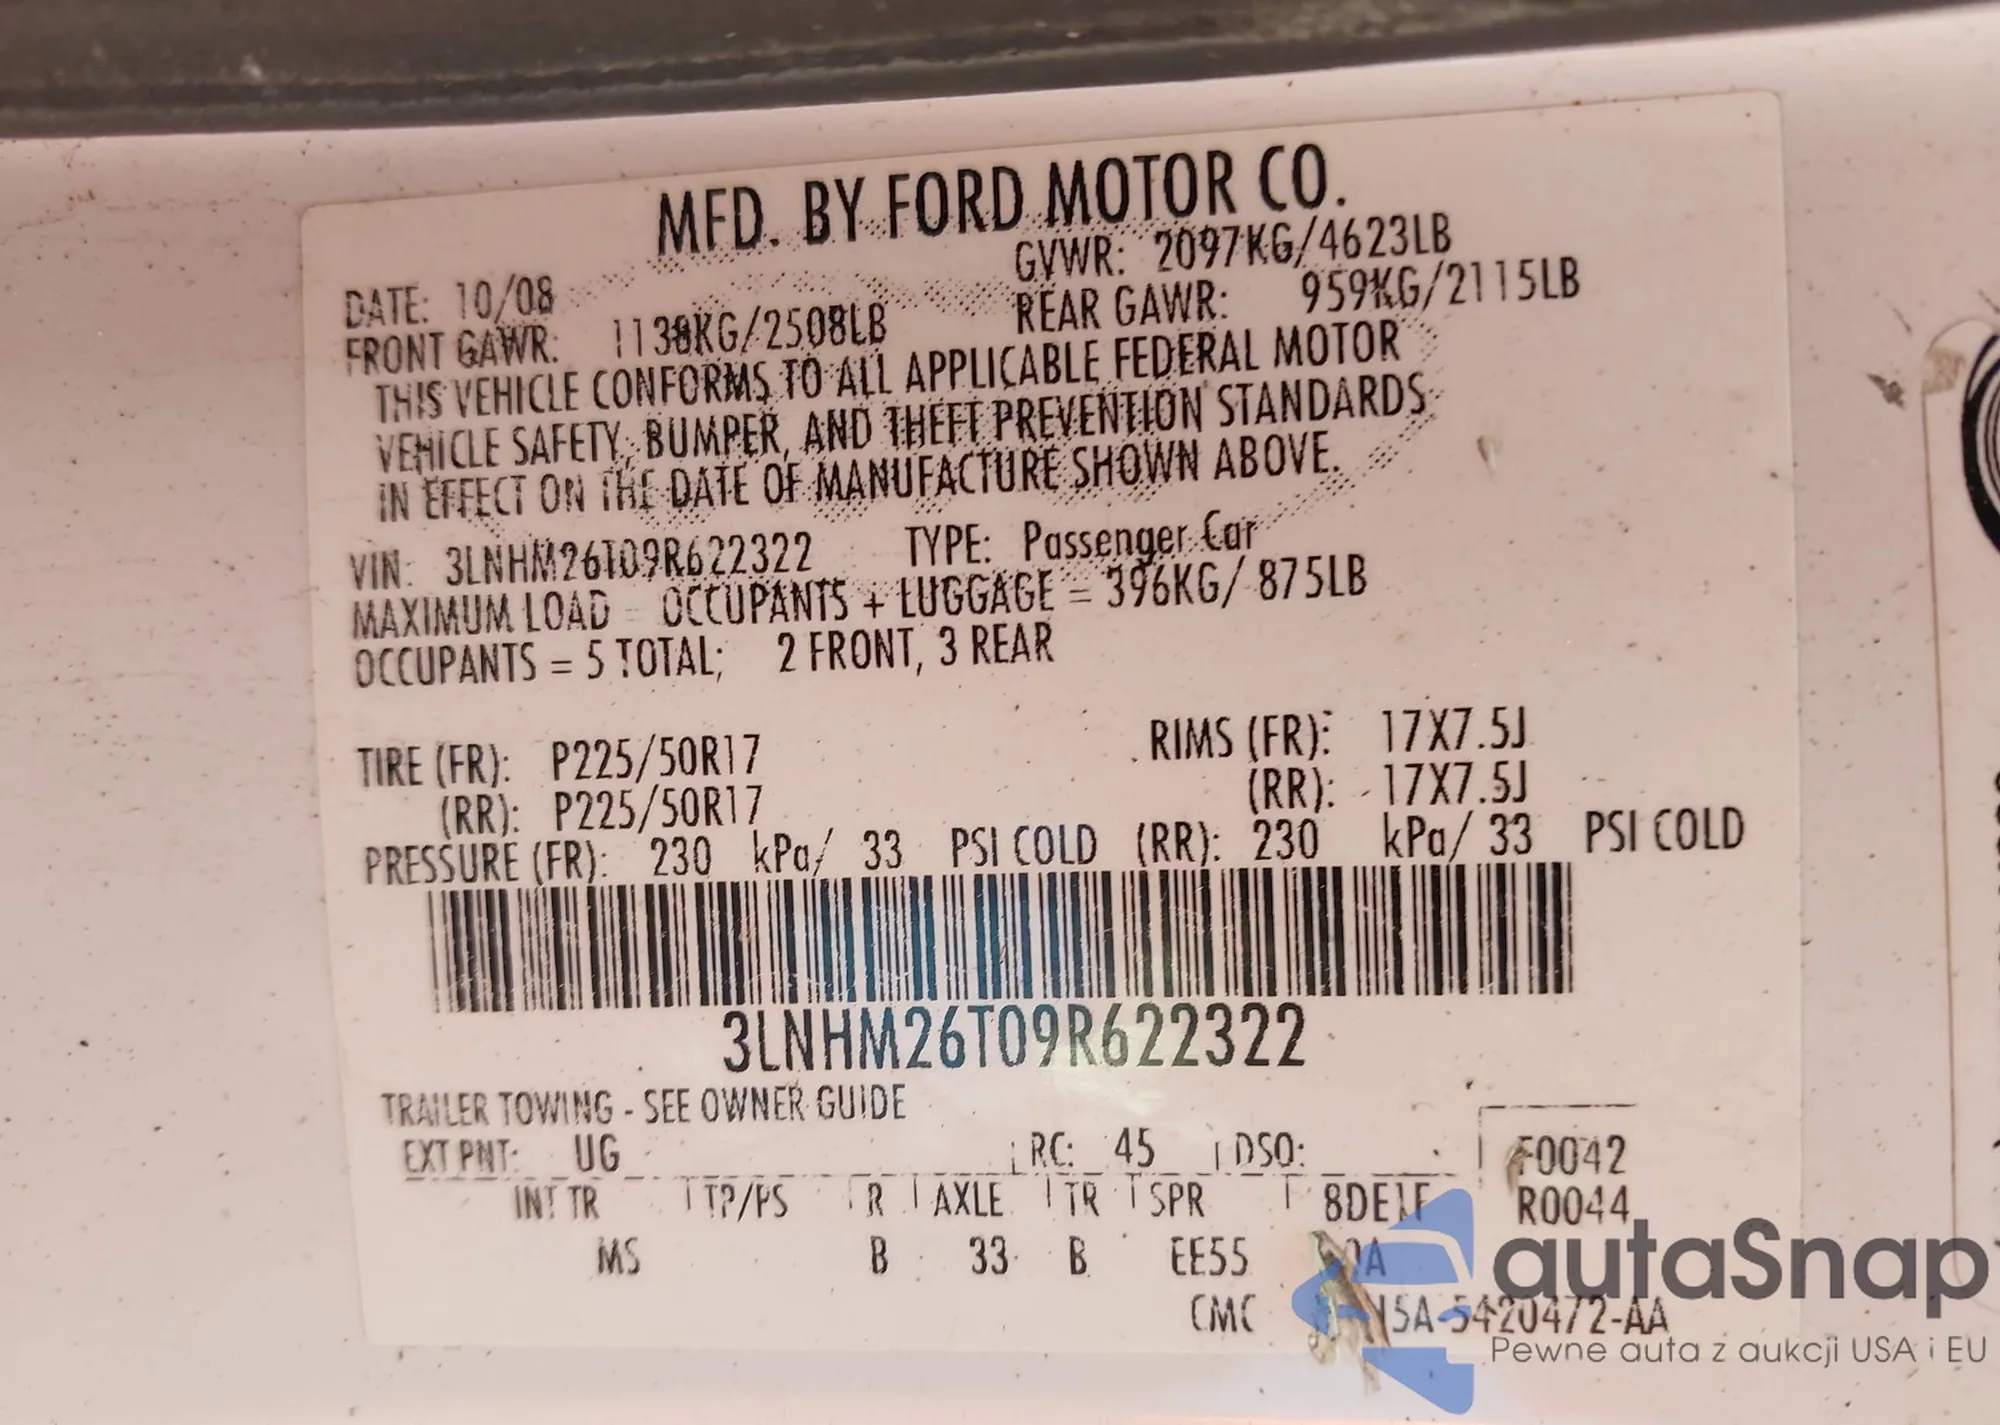 MFD. BY FORD MOTOR CO.
DATE: 10/08 GVWR: 2097KG/4623LB
FRONT GAWR: 1138KG/2508LB REAR GAWR: 959KG/2115LB
THIS VEHICLE CONFORMS TO ALL APPLICABLE FEDERAL MOTOR
VEHICLE SAFETY, BUMPER, AND THEFT PREVENTION STANDARDS
IN EFFECT ON THE DATE OF MANUFACTURE SHOWN ABOVE.
VIN: 3LNHM26T09R622322 TYPE: Passenger Car
MAXIMUM LOAD = OCCUPANTS + LUGGAGE = 396KG/ 875LB
OCCUPANTS = 5 TOTAL; 2 FRONT, 3 REAR
TIRE (FR): P225/50R17 RIMS (FR): 17X7.5J
(RR): P225/50R17 (RR): 17X7.5J
PRESSURE (FR): 230 kPa/ 33 PSI COLD (RR): 230 kPa/ 33 PSI COLD
3LNHM26T09R622322
TRAILER TOWING - SEE OWNER GUIDE
EXT PNT: UG RC: 45 DSO: F0042
INT TR TP/PS R AXLE TR SPR 8DE1F R0044
MS B 33 B EE55
CMC
autaSnap
Pewne auta z aukcji USA i EU